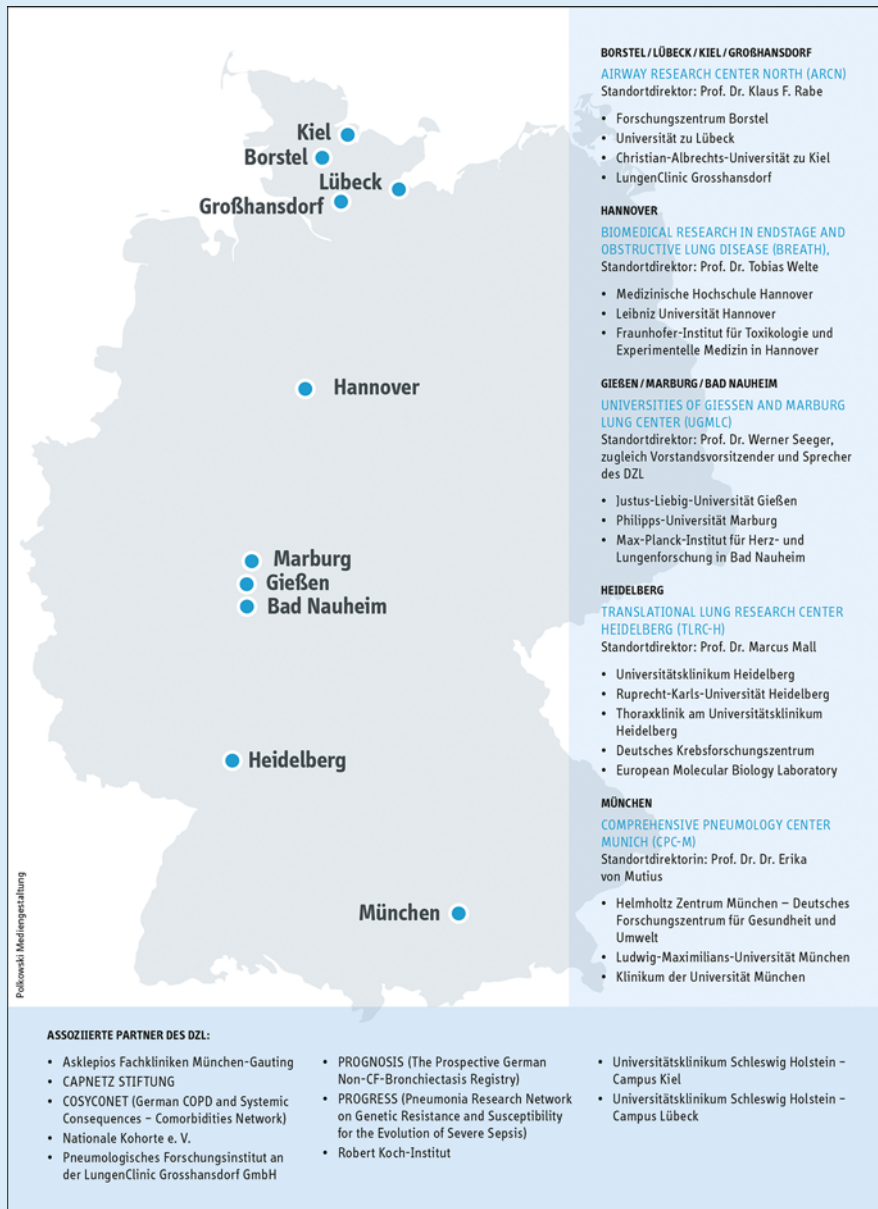 Kiel
Borstel
Lübeck
Großhansdorf
Hannover
Marburg
Gießen
Bad Nauheim
Heidelberg
München
Polkowski Mediengestaltung
BORSTEL / LÜBECK / KIEL / GROßHANSDORF
AIRWAY RESEARCH CENTER NORTH (ARCN)
Standortdirektor: Prof. Dr. Klaus F. Rabe
• Forschungszentrum Borstel
• Universität zu Lübeck
• Christian-Albrechts-Universität zu Kiel
• LungenClinic Grosshansdorf
HANNOVER
BIOMEDICAL RESEARCH IN ENDSTAGE AND
OBSTRUCTIVE LUNG DISEASE (BREATH),
Standortdirektor: Prof. Dr. Tobias Welte
• Medizinische Hochschule Hannover
• Leibniz Universität Hannover
• Fraunhofer-Institut für Toxikologie und
Experimentelle Medizin in Hannover
GIEßEN / MARBURG / BAD NAUHEIM
UNIVERSITIES OF GIESSEN AND MARBURG
LUNG CENTER (UGMLC)
Standortdirektor: Prof. Dr. Werner Seeger,
zugleich Vorstandsvorsitzender und Sprecher
des DZL
• Justus-Liebig-Universität Gießen
• Philipps-Universität Marburg
• Max-Planck-Institut für Herz- und
Lungenforschung in Bad Nauheim
HEIDELBERG
TRANSLATIONAL LUNG RESEARCH CENTER
HEIDELBERG (TLRC-H)
Standortdirektor: Prof. Dr. Marcus Mall
• Universitätsklinikum Heidelberg
• Ruprecht-Karls-Universität Heidelberg
• Thoraxklinik am Universitätsklinikum
Heidelberg
• Deutsches Krebsforschungszentrum
• European Molecular Biology Laboratory
MÜNCHEN
COMPREHENSIVE PNEUMOLOGY CENTER
MUNICH (CPC-M)
Standortdirektorin: Prof. Dr. Dr. Erika
von Mutius
• Helmholtz Zentrum München – Deutsches
Forschungszentrum für Gesundheit und
Umwelt
• Ludwig-Maximilians-Universität München
• Klinikum der Universität München
ASSOZIIERTE PARTNER DES DZL:
• Asklepios Fachkliniken München-Gauting
• CAPNETZ STIFTUNG
• COSYCONET (German COPD and Systemic
Consequences – Comorbidities Network)
• Nationale Kohorte e. V.
• Pneumologisches Forschungsinstitut an
der LungenClinic Grosshansdorf GmbH
• PROGNOSIS (The Prospective German
Non-CF-Bronchiectasis Registry)
• PROGRESS (Pneumonia Research Network
on Genetic Resistance and Susceptibility
for the Evolution of Severe Sepsis)
• Robert Koch-Institut
• Universitätsklinikum Schleswig Holstein –
Campus Kiel
• Universitätsklinikum Schleswig Holstein –
Campus Lübeck